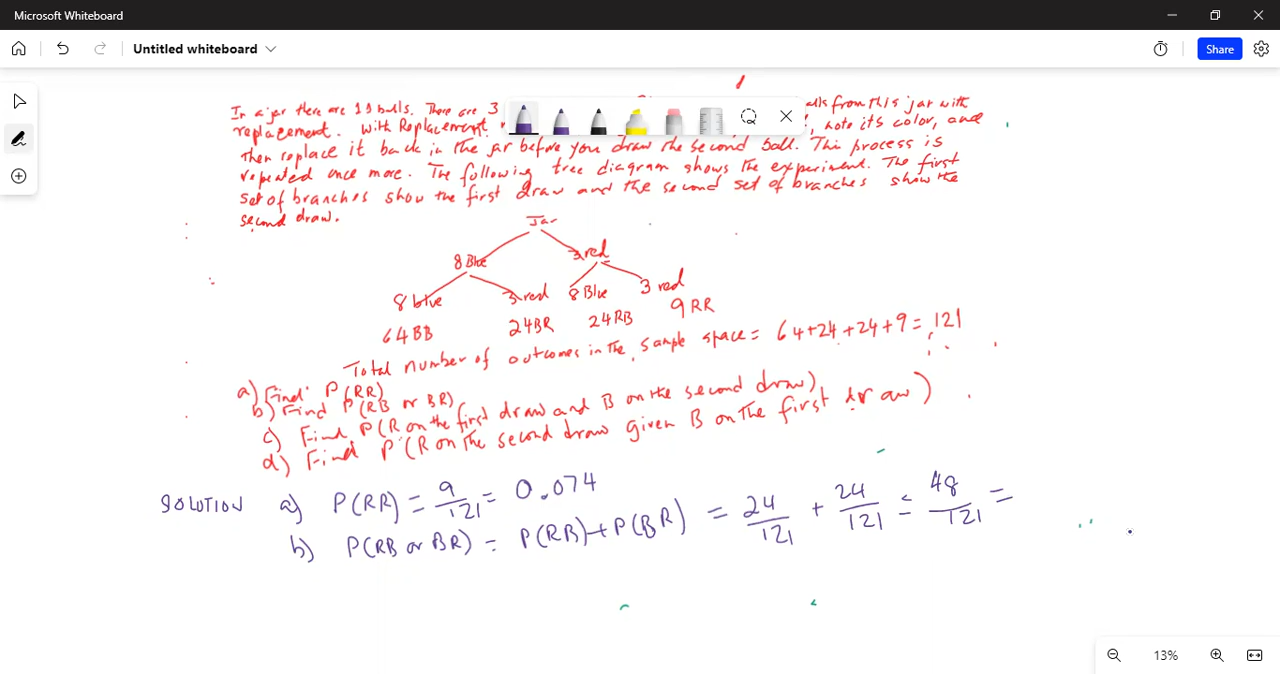 Microsoft Whiteboard
Untitled whiteboard
Share
In a jar there are 11 balls. There are 3 balls from this jar with
replacement. with Replacement, note its color, and
then replace it back in the jar before you draw the second ball. This process is
repeated once more. The following tree diagram shows the experiment. The first
set of branches show the first draw and the second set of branches show the
second draw.
Jar
8 Blue 3 red
8 blue 3 red 8 Blue 3 red
64 BB 24 BR 24 RB 9 RR
Total number of outcomes in the sample space = 64+24+24+9 = 121
a) Find P(RR)
b) Find P(RB or BR)
c) Find P(R on the first draw and B on the second draw)
d) Find P(R on the second draw given B on the first draw)
SOLUTION a) P(RR) = 9/121 = 0.074
b) P(RB or BR) = P(RB)+P(BR) = 24/121 + 24/121 = 48/121 =
13%